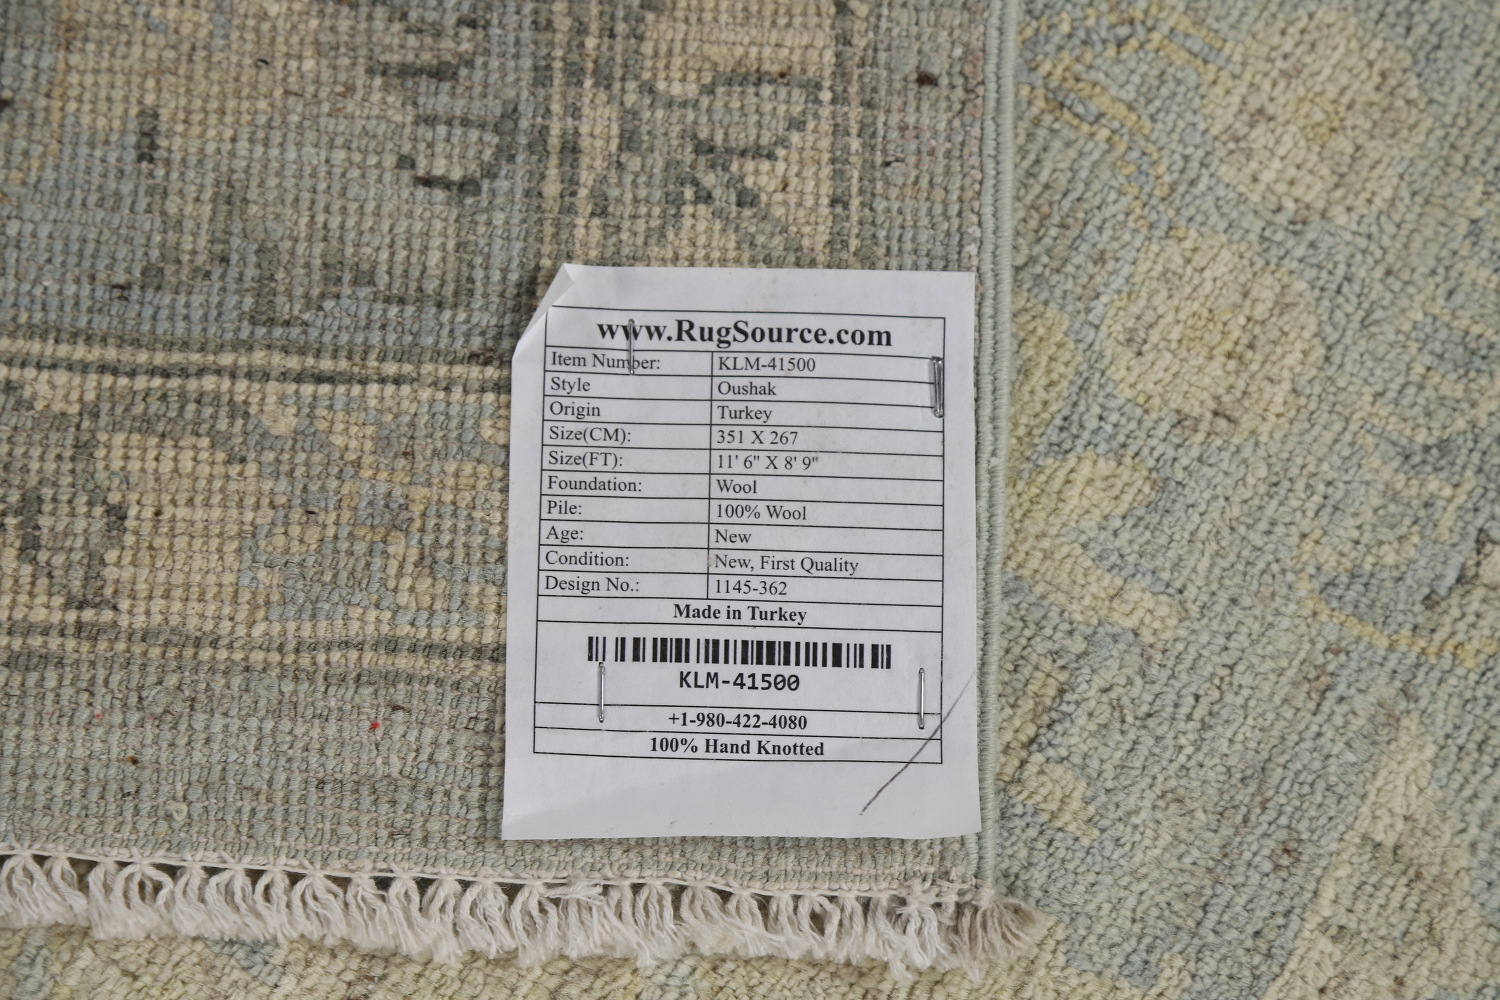 www.RugSource.com
Item Number: KLM-41500
Style Oushak
Origin Turkey
Size(CM): 351 X 267
Size(FT): 11' 6" X 8' 9"
Foundation: Wool
Pile: 100% Wool
Age: New
Condition: New, First Quality
Design No.: 1145-362
Made in Turkey
KLM-41500
+1-980-422-4080
100% Hand Knotted